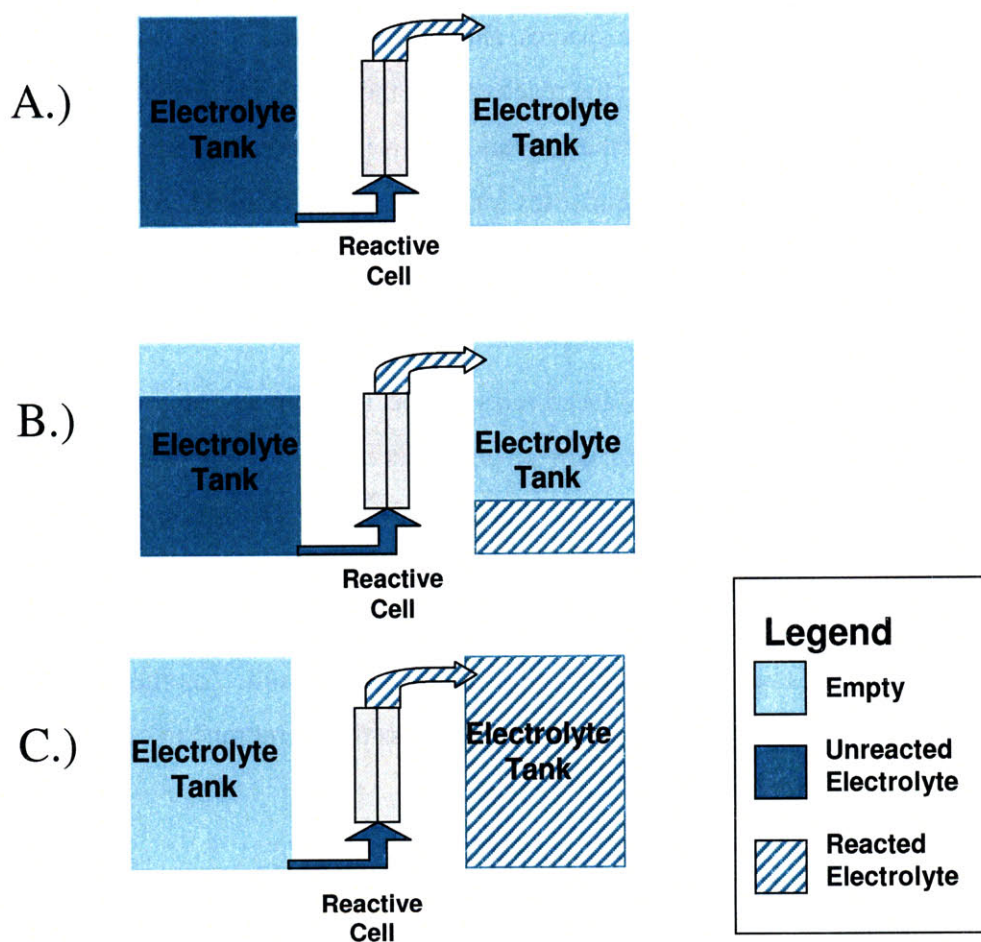 A.)
Electrolyte
Tank
Electrolyte
Tank
Reactive
Cell
B.)
Electrolyte
Tank
Electrolyte
Tank
Reactive
Cell
C.)
Electrolyte
Tank
Electrolyte
Tank
Reactive
Cell
Legend
Empty
Unreacted
Electrolyte
Reacted
Electrolyte